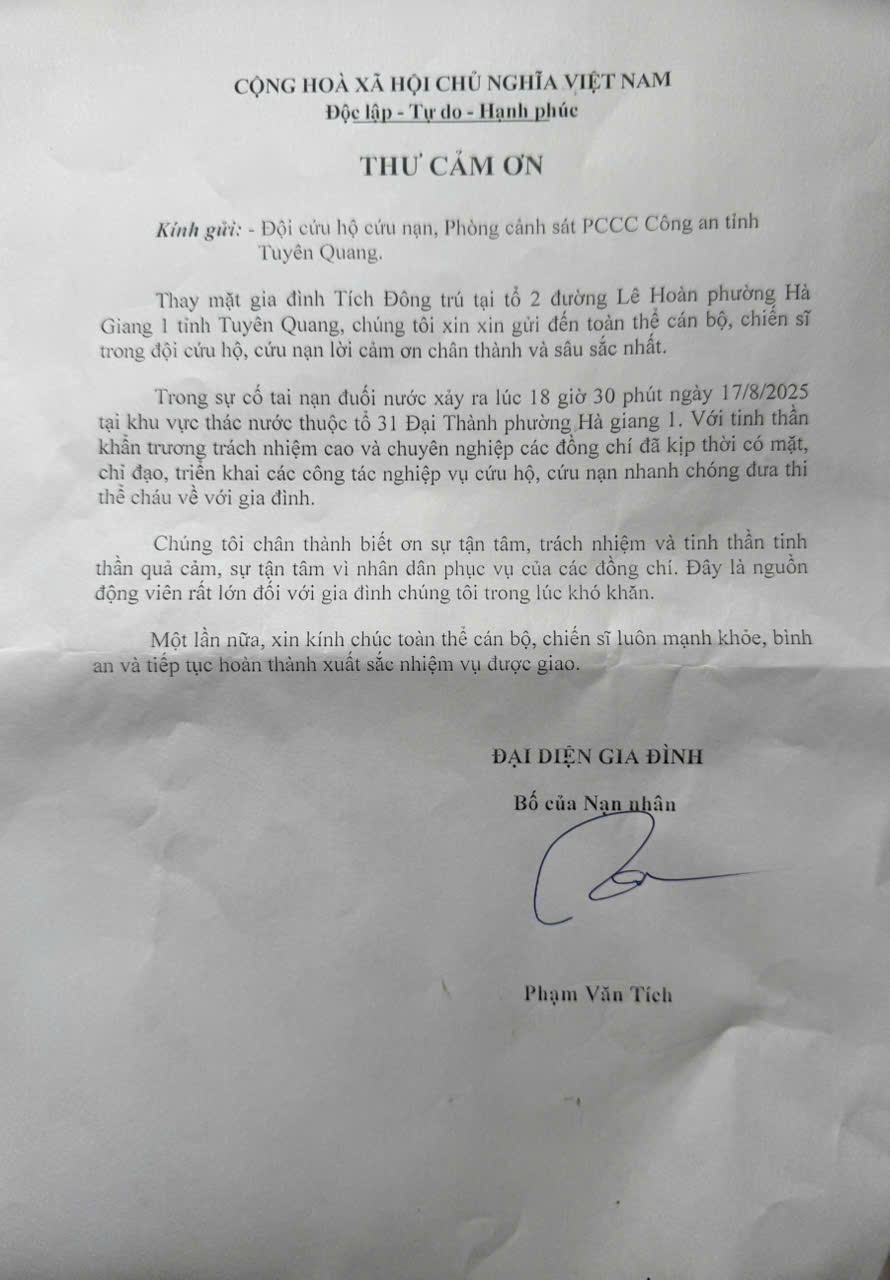 CỘNG HOÀ XÃ HỘI CHỦ NGHĨA VIỆT NAM
Độc lập - Tự do - Hạnh phúc
THƯ CẢM ƠN
Kính gửi: - Đội cứu hộ cứu nạn, Phòng cảnh sát PCCC Công an tỉnh
Tuyên Quang.
Thay mặt gia đình Tích Đông trú tại tổ 2 đường Lê Hoàn phường Hà
Giang 1 tỉnh Tuyên Quang, chúng tôi xin xin gửi đến toàn thể cán bộ, chiến sĩ
trong đội cứu hộ, cứu nạn lời cảm ơn chân thành và sâu sắc nhất.
Trong sự cố tai nạn đuối nước xảy ra lúc 18 giờ 30 phút ngày 17/8/2025
tại khu vực thác nước thuộc tổ 31 Đại Thành phường Hà giang 1. Với tinh thần
khẩn trương trách nhiệm cao và chuyên nghiệp các đồng chí đã kịp thời có mặt,
chỉ đạo, triển khai các công tác nghiệp vụ cứu hộ, cứu nạn nhanh chóng đưa thi
thể cháu về với gia đình.
Chúng tôi chân thành biết ơn sự tận tâm, trách nhiệm và tinh thần tinh
thần quả cảm, sự tận tâm vì nhân dân phục vụ của các đồng chí. Đây là nguồn
động viên rất lớn đối với gia đình chúng tôi trong lúc khó khăn.
Một lần nữa, xin kính chúc toàn thể cán bộ, chiến sĩ luôn mạnh khỏe, bình
an và tiếp tục hoàn thành xuất sắc nhiệm vụ được giao.
ĐẠI DIỆN GIA ĐÌNH
Bố của Nạn nhân
Phạm Văn Tích